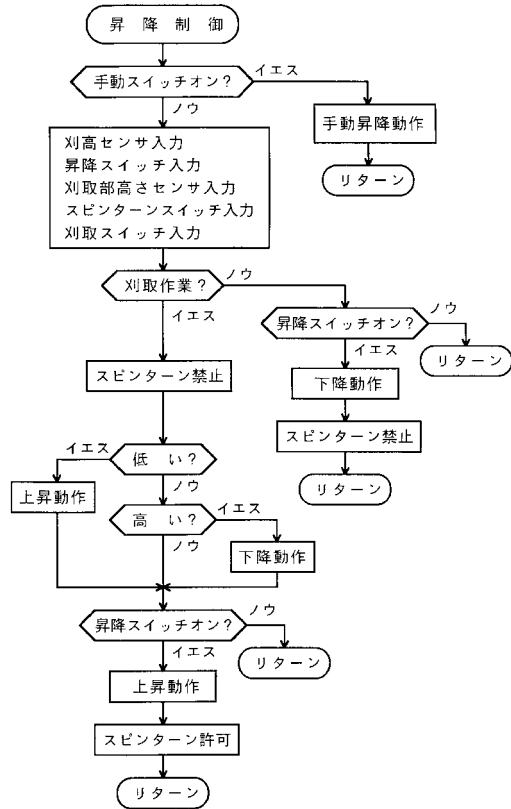 昇降制御
手動スイッチオン?
イエス
ノウ
手動昇降動作
リターン
刈高センサ入力
昇降スイッチ入力
刈取部高さセンサ入力
スピンターンスイッチ入力
刈取スイッチ入力
刈取作業?
ノウ
イエス
昇降スイッチオン?
ノウ
イエス
リターン
下降動作
スピンターン禁止
リターン
スピンターン禁止
低い?
イエス
ノウ
上昇動作
高い?
イエス
ノウ
下降動作
昇降スイッチオン?
ノウ
イエス
リターン
上昇動作
スピンターン許可
リターン